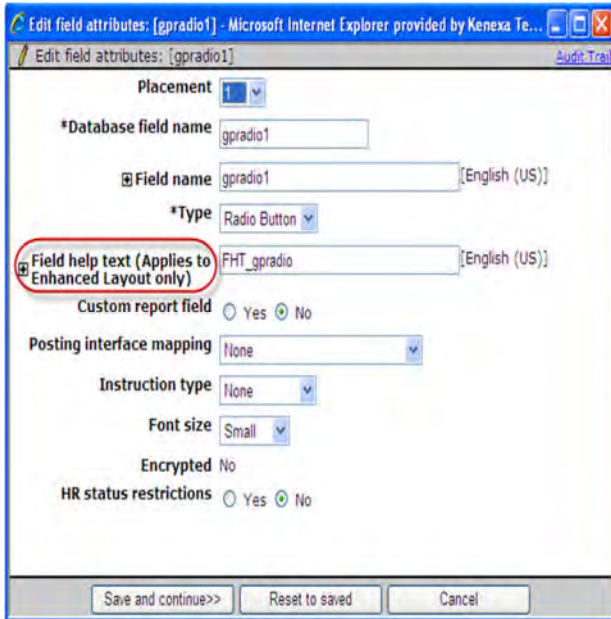 Edit field attributes: [gpradio1] - Microsoft Internet Explorer provided by Kenexa Te...
Edit field attributes: [gpradio1] Audit Trail
Placement 1
*Database field name gpradio1
Field name gpradio1 [English (US)]
*Type Radio Button
Field help text (Applies to Enhanced Layout only) FHT_gpradio [English (US)]
Custom report field Yes No
Posting interface mapping None
Instruction type None
Font size Small
Encrypted No
HR status restrictions Yes No
Save and continue>> Reset to saved Cancel